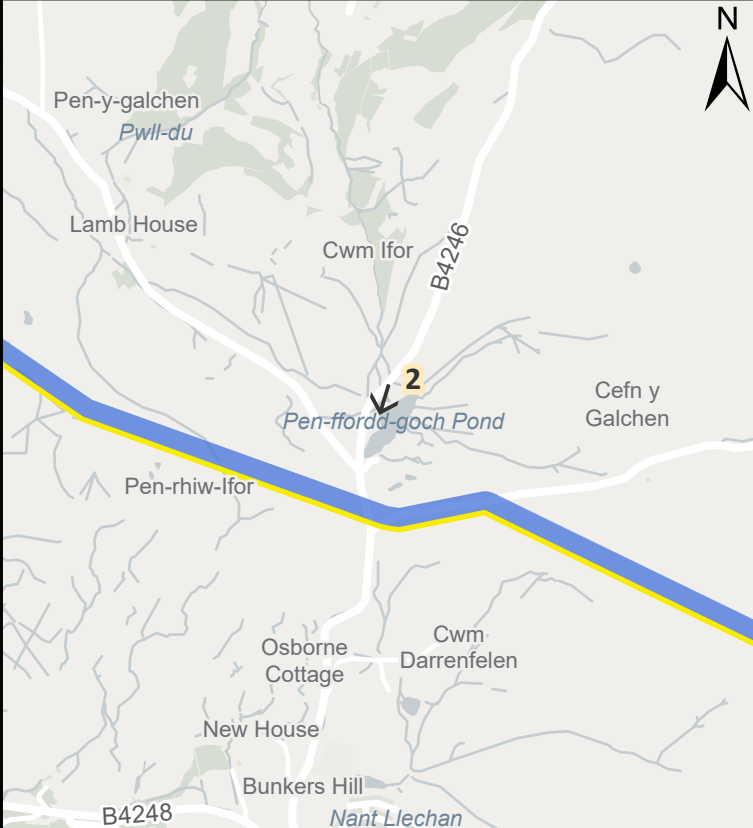 N
Pen-y-galchen
Pwll-du
Lamb House
Cwm Ifor
B4246
2
Cefn y
Galchen
Pen-ffordd-goch Pond
Pen-rhiw-Ifor
Osborne
Cottage
Cwm
Darrenfelen
New House
Bunkers Hill
B4248
Nant Llechan